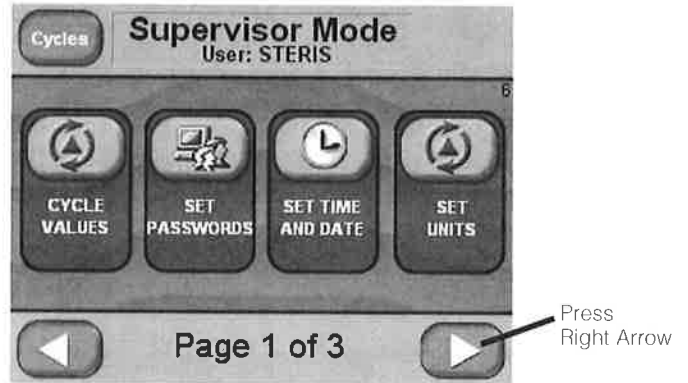 Cycles
Supervisor Mode
User: STERIS
6
CYCLE
VALUES
SET
PASSWORDS
SET TIME
AND DATE
SET
UNITS
Page 1 of 3
Press
Right Arrow